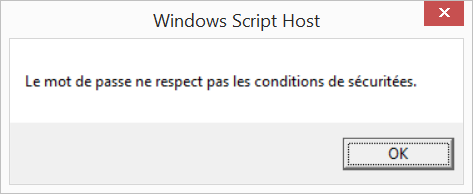 Windows Script Host
Le mot de passe ne respect pas les conditions de sécuritées.
OK